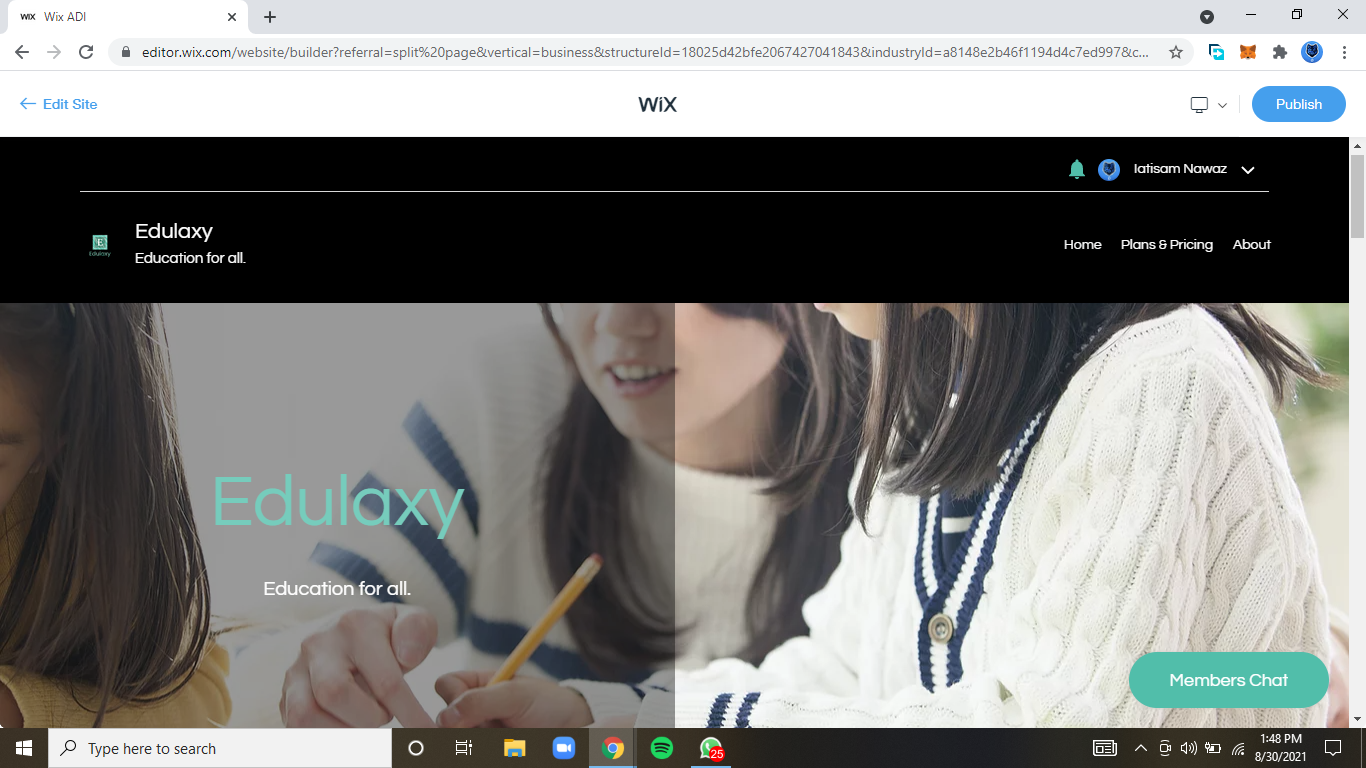 WiX Wix ADI
editor.wix.com/website/builder?referral=split%20page&vertical=business&structureId=18025d42bfe2067427041843&industryId=a8148e2b46f1194d4c7ed997&c...
Edit Site
WiX
Publish
Iatisam Nawaz
E
Edulaxy
Edulaxy
Education for all.
Home Plans & Pricing About
Edulaxy
Education for all.
Members Chat
Type here to search
25
1:48 PM
8/30/2021